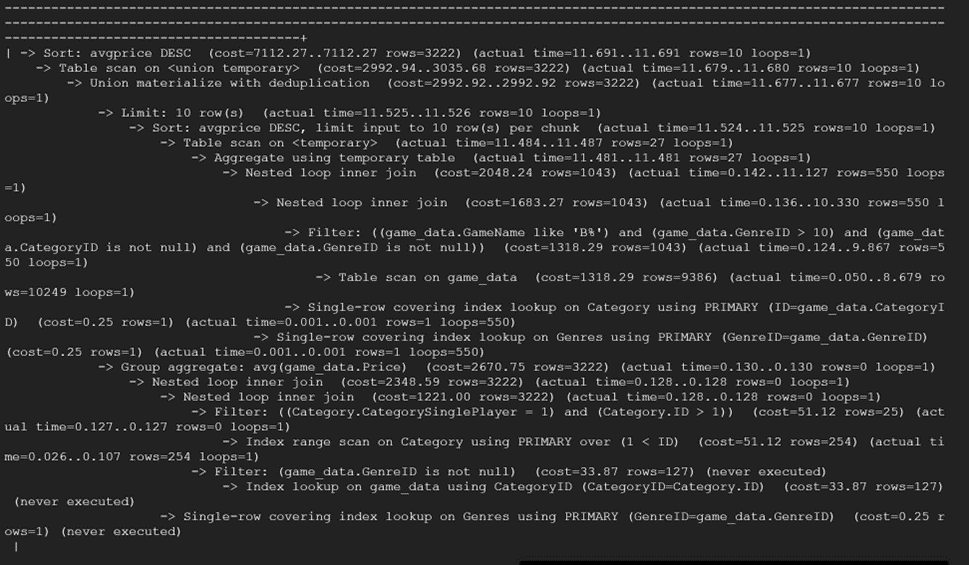 --------------------------------------------------------------------------------------------------------------------------
--------------------------------------------------------------------------------------------------------------------------
--------------------------------------+
| -> Sort: avgprice DESC  (cost=7112.27..7112.27 rows=3222) (actual time=11.691..11.691 rows=10 loops=1)
    -> Table scan on <union temporary>  (cost=2992.94..3035.68 rows=3222) (actual time=11.679..11.680 rows=10 loops=1)
        -> Union materialize with deduplication  (cost=2992.92..2992.92 rows=3222) (actual time=11.677..11.677 rows=10 lo
ops=1)
            -> Limit: 10 row(s)  (actual time=11.525..11.526 rows=10 loops=1)
                -> Sort: avgprice DESC, limit input to 10 row(s) per chunk  (actual time=11.524..11.525 rows=10 loops=1)
                    -> Table scan on <temporary>  (actual time=11.484..11.487 rows=27 loops=1)
                        -> Aggregate using temporary table  (actual time=11.481..11.481 rows=27 loops=1)
                            -> Nested loop inner join  (cost=2048.24 rows=1043) (actual time=0.142..11.127 rows=550 loops
=1)
                                -> Nested loop inner join  (cost=1683.27 rows=1043) (actual time=0.136..10.330 rows=550 l
oops=1)
                                    -> Filter: ((game_data.GameName like 'B%') and (game_data.GenreID > 10) and (game_dat
a.CategoryID is not null) and (game_data.GenreID is not null))  (cost=1318.29 rows=1043) (actual time=0.124..9.867 rows=5
50 loops=1)
                                        -> Table scan on game_data  (cost=1318.29 rows=9386) (actual time=0.050..8.679 ro
ws=10249 loops=1)
                                    -> Single-row covering index lookup on Category using PRIMARY (ID=game_data.CategoryI
D)  (cost=0.25 rows=1) (actual time=0.001..0.001 rows=1 loops=550)
                                -> Single-row covering index lookup on Genres using PRIMARY (GenreID=game_data.GenreID)
(cost=0.25 rows=1) (actual time=0.001..0.001 rows=1 loops=550)
            -> Group aggregate: avg(game_data.Price)  (cost=2670.75 rows=3222) (actual time=0.130..0.130 rows=0 loops=1)
                -> Nested loop inner join  (cost=2348.59 rows=3222) (actual time=0.128..0.128 rows=0 loops=1)
                    -> Nested loop inner join  (cost=1221.00 rows=3222) (actual time=0.128..0.128 rows=0 loops=1)
                        -> Filter: ((Category.CategorySinglePlayer = 1) and (Category.ID > 1))  (cost=51.12 rows=25) (act
ual time=0.127..0.127 rows=0 loops=1)
                            -> Index range scan on Category using PRIMARY over (1 < ID)  (cost=51.12 rows=254) (actual ti
me=0.026..0.107 rows=254 loops=1)
                        -> Filter: (game_data.GenreID is not null)  (cost=33.87 rows=127) (never executed)
                            -> Index lookup on game_data using CategoryID (CategoryID=Category.ID)  (cost=33.87 rows=127)
 (never executed)
                    -> Single-row covering index lookup on Genres using PRIMARY (GenreID=game_data.GenreID)  (cost=0.25 r
ows=1) (never executed)
 |